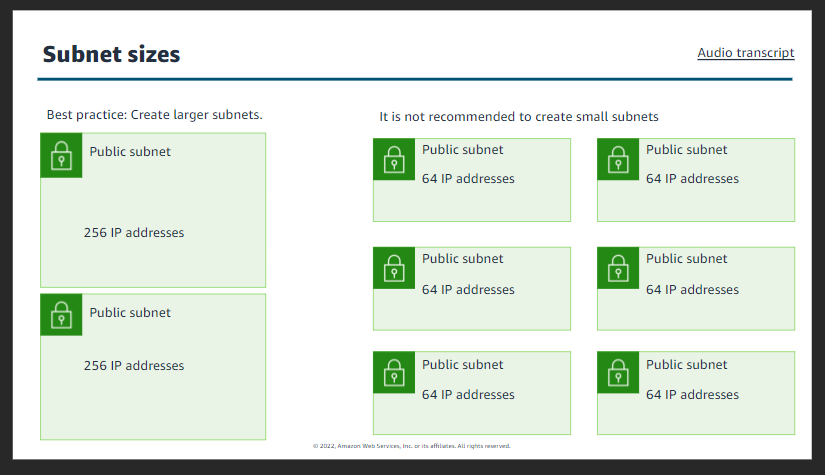 Subnet sizes
Audio transcript
Best practice: Create larger subnets.
Public subnet
256 IP addresses
Public subnet
256 IP addresses
It is not recommended to create small subnets
Public subnet
64 IP addresses
Public subnet
64 IP addresses
Public subnet
64 IP addresses
Public subnet
64 IP addresses
Public subnet
64 IP addresses
Public subnet
64 IP addresses
© 2022, Amazon Web Services, Inc. or its affiliates. All rights reserved.